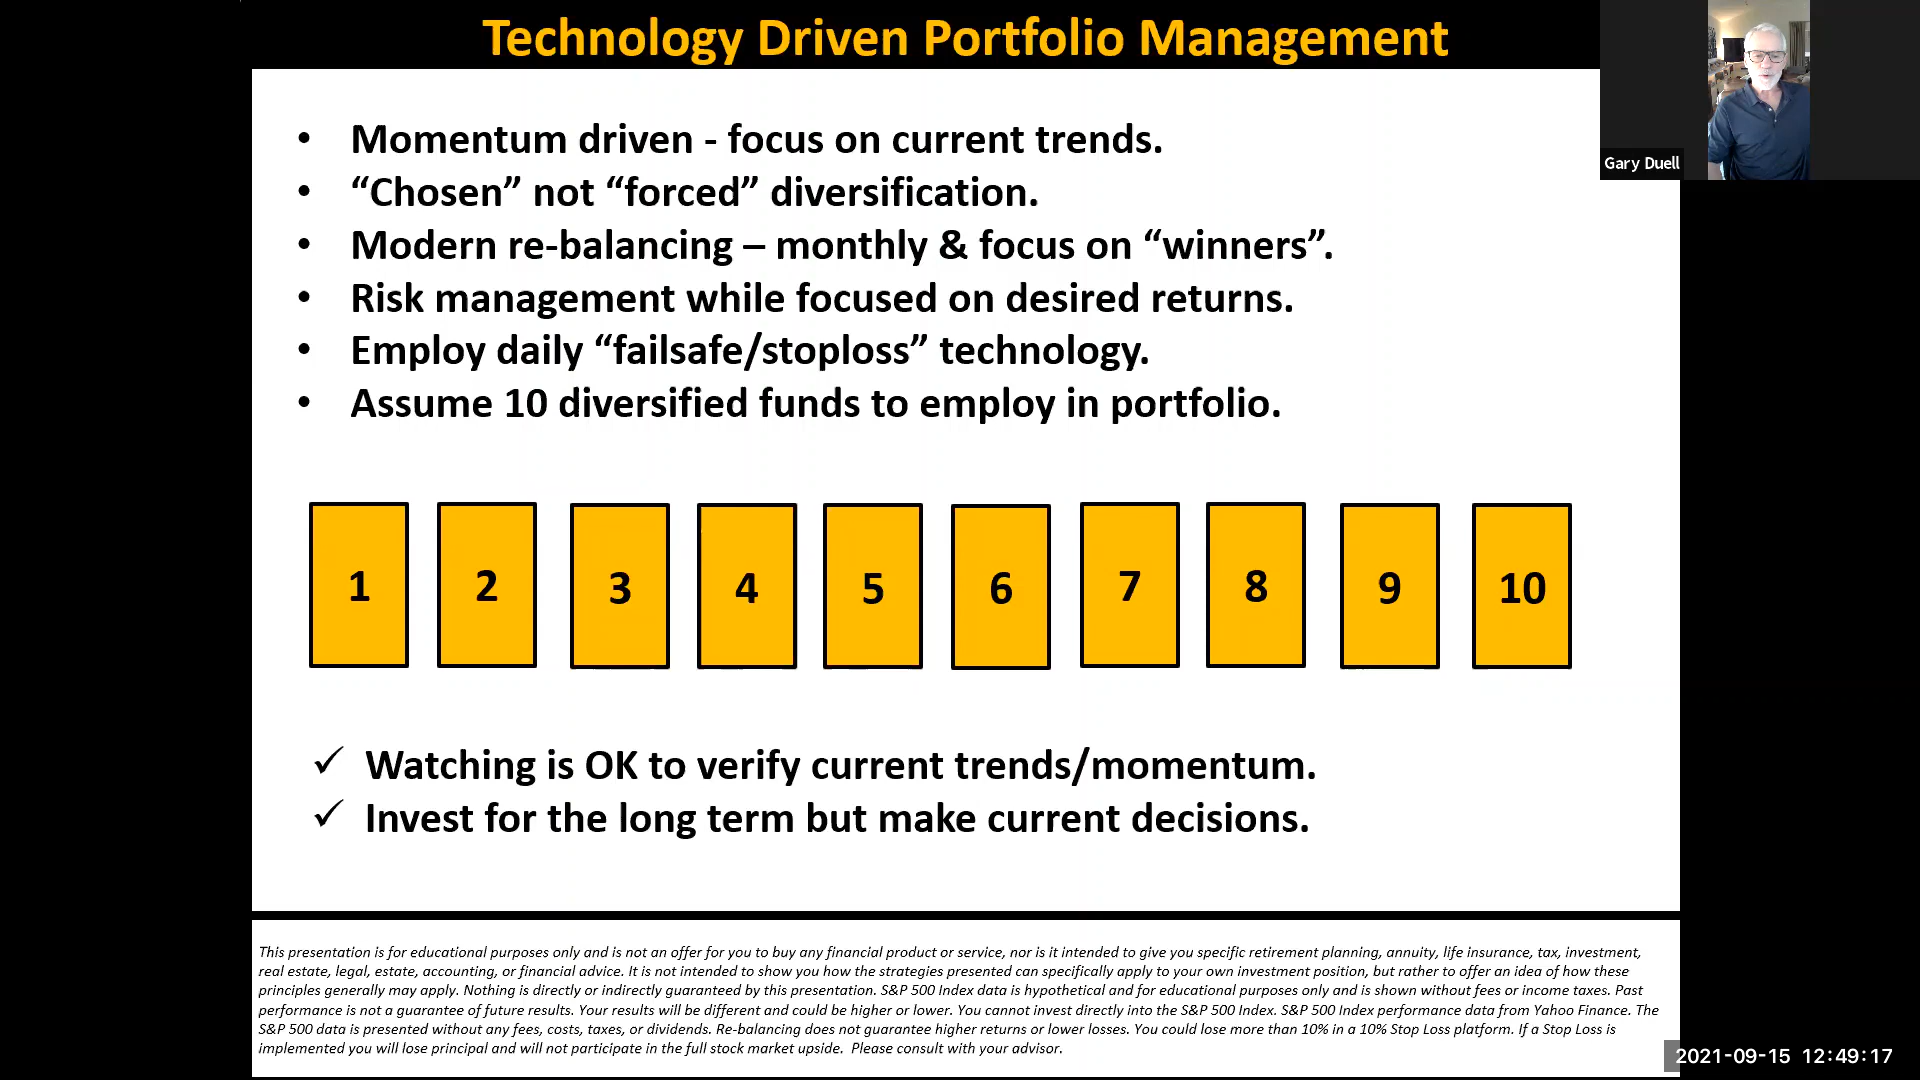 Technology Driven Portfolio Management
Gary Duell
• Momentum driven - focus on current trends.
• “Chosen” not “forced” diversification.
• Modern re-balancing – monthly & focus on “winners”.
• Risk management while focused on desired returns.
• Employ daily “failsafe/stoploss” technology.
• Assume 10 diversified funds to employ in portfolio.
1 2 3 4 5 6 7 8 9 10
✓ Watching is OK to verify current trends/momentum.
✓ Invest for the long term but make current decisions.
This presentation is for educational purposes only and is not an offer for you to buy any financial product or service, nor is it intended to give you specific retirement planning, annuity, life insurance, tax, investment,
real estate, legal, estate, accounting, or financial advice. It is not intended to show you how the strategies presented can specifically apply to your own investment position, but rather to offer an idea of how these
principles generally may apply. Nothing is directly or indirectly guaranteed by this presentation. S&P 500 Index data is hypothetical and for educational purposes only and is shown without fees or income taxes. Past
performance is not a guarantee of future results. Your results will be different and could be higher or lower. You cannot invest directly into the S&P 500 Index. S&P 500 Index performance data from Yahoo Finance. The
S&P 500 data is presented without any fees, costs, taxes, or dividends. Re-balancing does not guarantee higher returns or lower losses. You could lose more than 10% in a 10% Stop Loss platform. If a Stop Loss is
implemented you will lose principal and will not participate in the full stock market upside. Please consult with your advisor.
2021-09-15 12:49:17